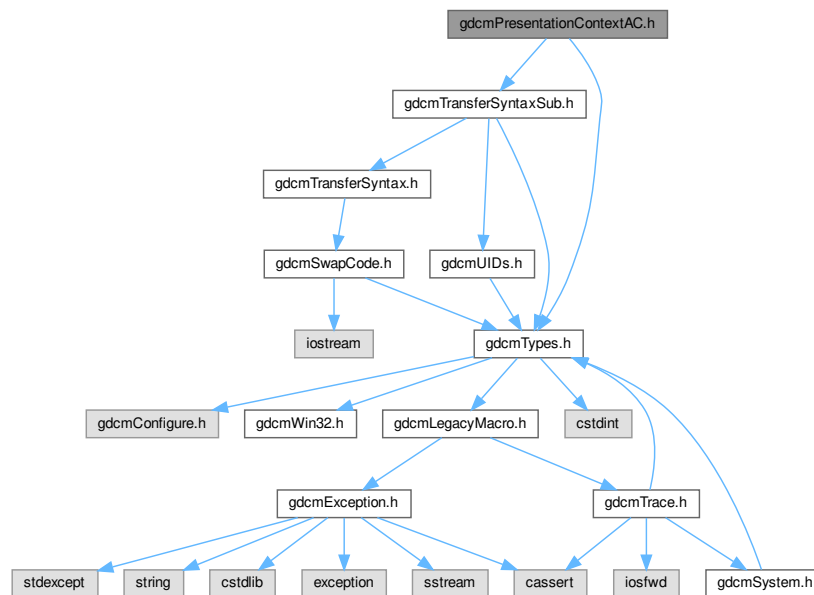 gdcmPresentationContextAC.h
gdcmTransferSyntaxSub.h
gdcmTransferSyntax.h
gdcmSwapCode.h
gdcmUIDs.h
iostream
gdcmTypes.h
gdcmConfigure.h
gdcmWin32.h
gdcmLegacyMacro.h
cstdint
gdcmException.h
gdcmTrace.h
stdexcept
string
cstdlib
exception
sstream
cassert
iosfwd
gdcmSystem.h